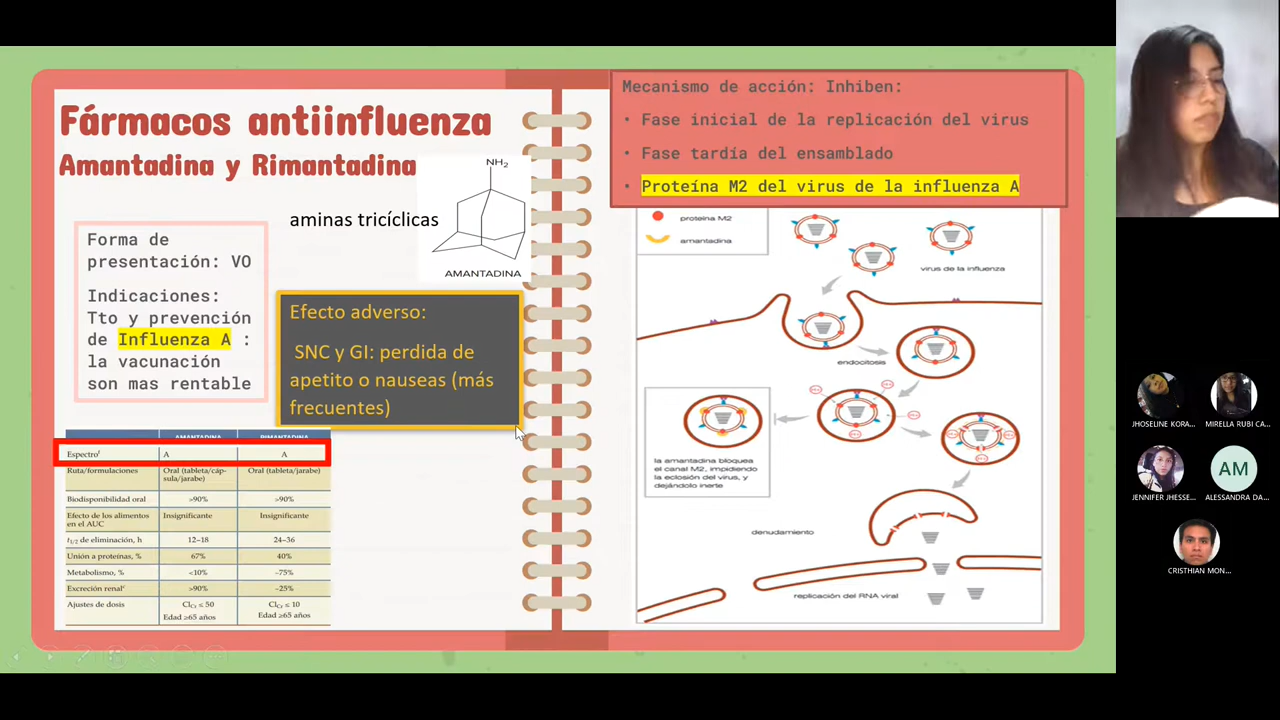 Fármacos antiinfluenza
Amantadina y Rimantadina
NH₂
aminas tricíclicas
AMANTADINA
Forma de
presentación: VO
Indicaciones:
Tto y prevención
de Influenza A :
la vacunación
son mas rentable
Efecto adverso:
SNC y GI: perdida de
apetito o nauseas (más
frecuentes)
AMANTADINA RIMANTADINA
Espectro A A
Ruta/formulaciones Oral (tableta/cáp- Oral (tableta/jarabe)
sula/jarabe)
Biodisponibilidad oral >90% >90%
Efecto de los alimentos Insignificante Insignificante
en el AUC
t1/2 de eliminación, h 12–18 24–36
Unión a proteínas, % 67% 40%
Metabolismo, % <10% ~75%
Excreción renal >90% ~25%
Ajustes de dosis ClCr ≤ 50 ClCr ≤ 10
Edad ≥65 años Edad ≥65 años
Mecanismo de acción: Inhiben:
• Fase inicial de la replicación del virus
• Fase tardía del ensamblado
• Proteína M2 del virus de la influenza A
proteína M2
amantadina
virus de la influenza
endocitosis
la amantadina bloquea
el canal M2, impidiendo
la eclosión del virus, y
dejándolo inerte
denudamiento
replicación del RNA viral
JHOSELINE KORA...
MIRELLA RUBI CA...
JENNIFER JHESSE...
AM
ALESSANDRA DA...
CRISTHIAN MON...